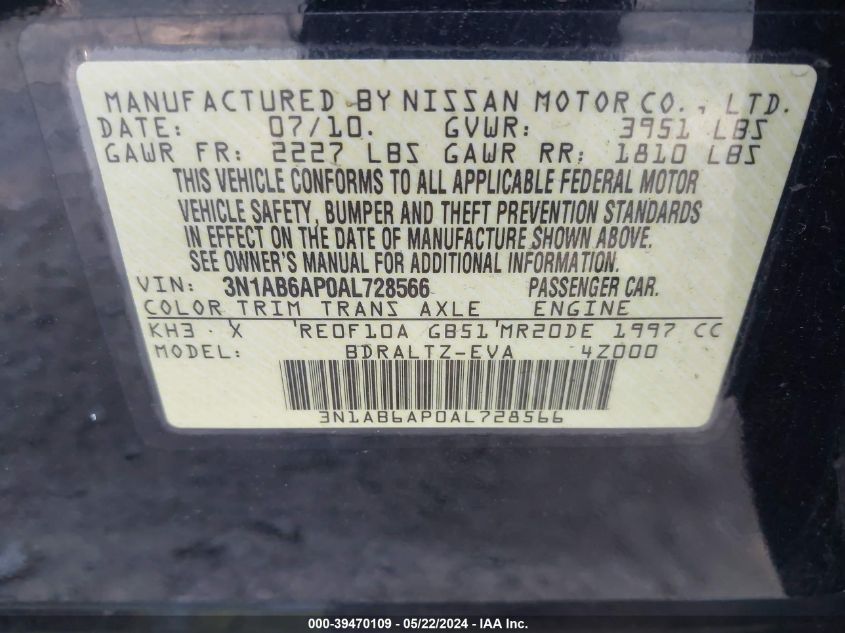 MANUFACTURED BY NISSAN MOTOR CO., LTD.
DATE: 07/10. GVWR: 3951 LBS
GAWR FR: 2227 LBS GAWR RR: 1810 LBS
THIS VEHICLE CONFORMS TO ALL APPLICABLE FEDERAL MOTOR
VEHICLE SAFETY, BUMPER AND THEFT PREVENTION STANDARDS
IN EFFECT ON THE DATE OF MANUFACTURE SHOWN ABOVE.
SEE OWNER'S MANUAL FOR ADDITIONAL INFORMATION.
VIN: 3N1AB6AP0AL728566 PASSENGER CAR.
COLOR TRIM TRANS AXLE ENGINE
KH3 · X 'RE0F10A GB51'MR20DE 1997 CC
MODEL: BDRALTZ-EVA 4Z000
3N1AB6AP0AL728566
000-39470109 - 05/22/2024 - IAA Inc.